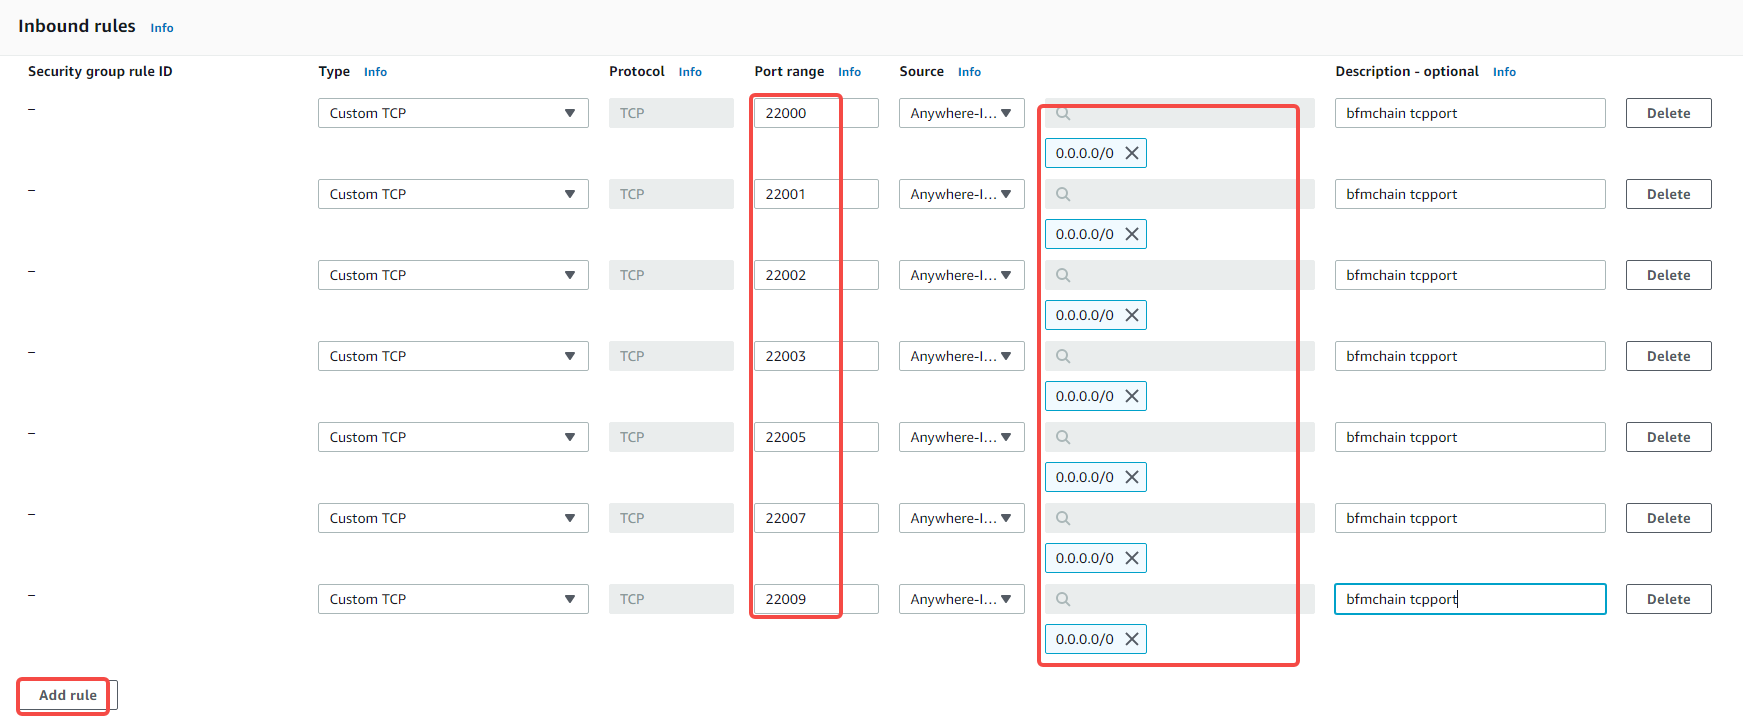 Inbound rules Info
Security group rule ID Type Info Protocol Info Port range Info Source Info Description - optional Info
– Custom TCP TCP 22000 Anywhere-I... bfmchain tcpport Delete
0.0.0.0/0
– Custom TCP TCP 22001 Anywhere-I... bfmchain tcpport Delete
0.0.0.0/0
– Custom TCP TCP 22002 Anywhere-I... bfmchain tcpport Delete
0.0.0.0/0
– Custom TCP TCP 22003 Anywhere-I... bfmchain tcpport Delete
0.0.0.0/0
– Custom TCP TCP 22005 Anywhere-I... bfmchain tcpport Delete
0.0.0.0/0
– Custom TCP TCP 22007 Anywhere-I... bfmchain tcpport Delete
0.0.0.0/0
– Custom TCP TCP 22009 Anywhere-I... bfmchain tcpport Delete
0.0.0.0/0
Add rule